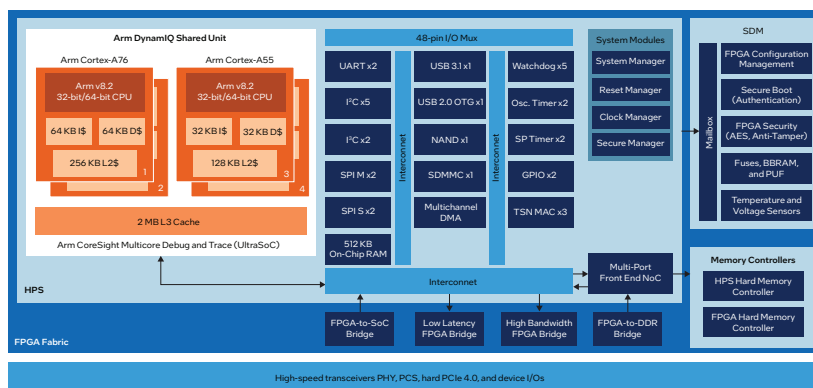 Arm DynamIQ Shared Unit
Arm Cortex-A76
Arm v8.2
32-bit/64-bit CPU
64 KB I$
64 KB D$
256 KB L2$
1
2
Arm Cortex-A55
Arm v8.2
32-bit/64-bit CPU
32 KB I$
32 KB D$
128 KB L2$
3
4
2 MB L3 Cache
Arm CoreSight Multicore Debug and Trace (UltraSoC)
HPS
48-pin I/O Mux
UART x2
I²C x5
I²C x2
SPI M x2
SPI S x2
512 KB
On-Chip RAM
Interconnet
USB 3.1 x1
USB 2.0 OTG x1
NAND x1
SDMMC x1
Multichannel
DMA
Interconnet
Watchdog x5
Osc. Timer x2
SP Timer x2
GPIO x2
TSN MAC x3
System Modules
System Manager
Reset Manager
Clock Manager
Secure Manager
Interconnet
Multi-Port
Front End NoC
FPGA-to-SoC
Bridge
Low Latency
FPGA Bridge
High Bandwidth
FPGA Bridge
FPGA-to-DDR
Bridge
FPGA Fabric
SDM
Mailbox
FPGA Configuration
Management
Secure Boot
(Authentication)
FPGA Security
(AES, Anti-Tamper)
Fuses, BBRAM,
and PUF
Temperature and
Voltage Sensors
Memory Controllers
HPS Hard Memory
Controller
FPGA Hard Memory
Controller
High-speed transceivers PHY, PCS, hard PCIe 4.0, and device I/Os